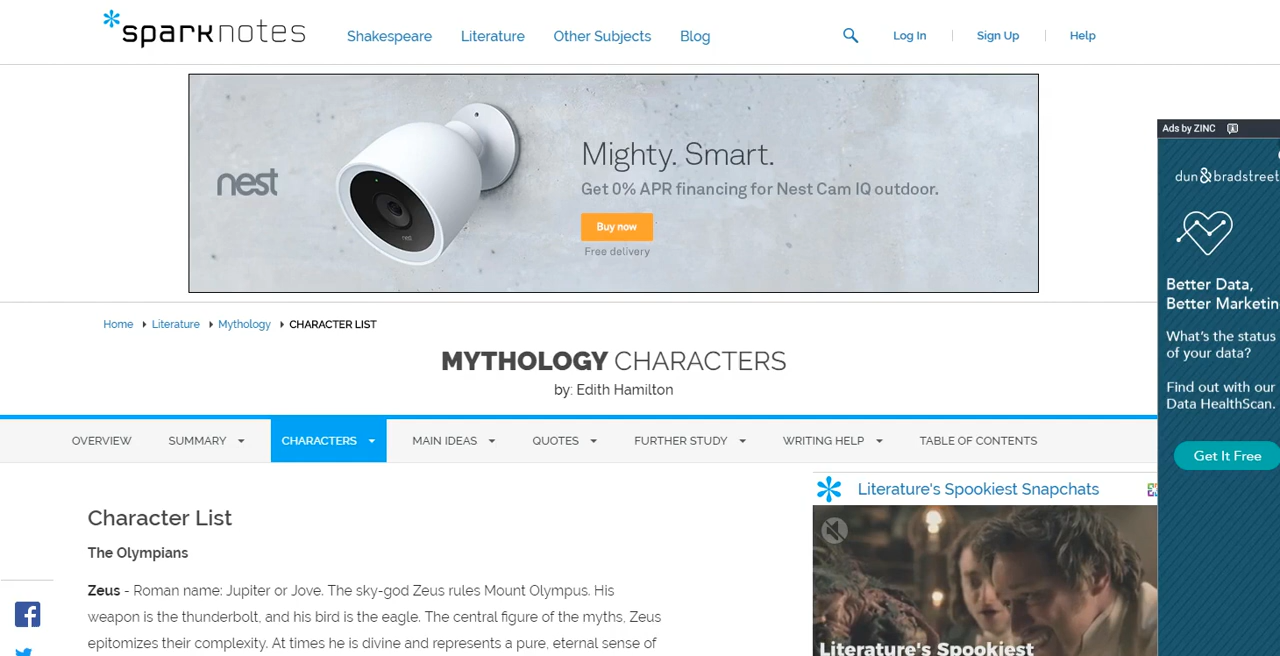 *sparknotes
Shakespeare
Literature
Other Subjects
Blog
Log In
Sign Up
Help
nest
Mighty. Smart.
Get 0% APR financing for Nest Cam IQ outdoor.
Buy now
Free delivery
nest
Ads by ZINC
dun&bradstreet
Better Data,
Better Marketin
What's the status
of your data?
Find out with our
Data HealthScan.
Get It Free
Home
Literature
Mythology
CHARACTER LIST
MYTHOLOGY CHARACTERS
by: Edith Hamilton
OVERVIEW
SUMMARY
CHARACTERS
MAIN IDEAS
QUOTES
FURTHER STUDY
WRITING HELP
TABLE OF CONTENTS
Literature's Spookiest Snapchats
Literature's Spookiest
Character List
The Olympians
Zeus - Roman name: Jupiter or Jove. The sky-god Zeus rules Mount Olympus. His
weapon is the thunderbolt, and his bird is the eagle. The central figure of the myths, Zeus
epitomizes their complexity. At times he is divine and represents a pure, eternal sense of